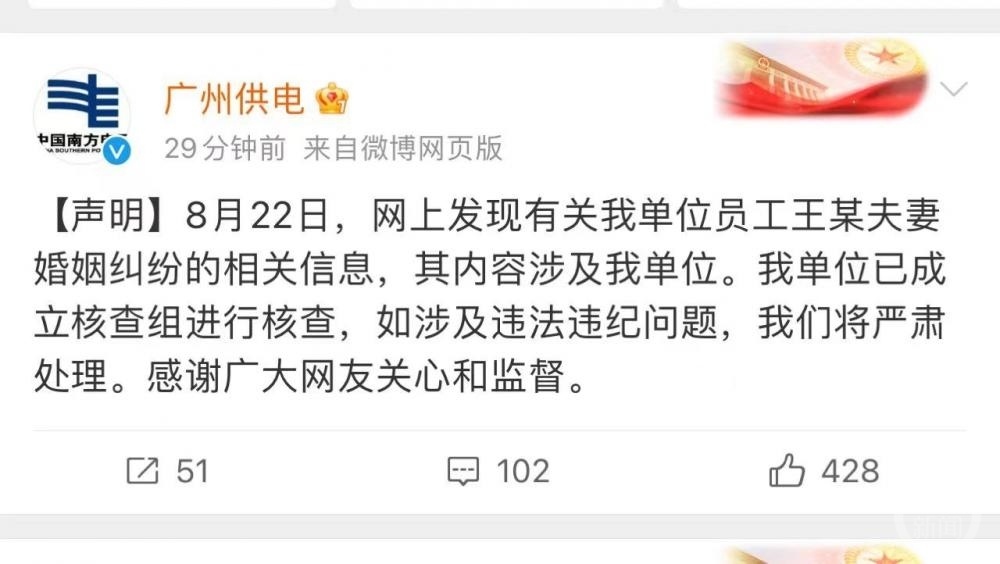 中国南方电网
CHINA SOUTHERN PO
广州供电
29分钟前 来自微博网页版
【声明】8月22日，网上发现有关我单位员工王某夫妻
婚姻纠纷的相关信息，其内容涉及我单位。我单位已成
立核查组进行核查，如涉及违法违纪问题，我们将严肃
处理。感谢广大网友关心和监督。
51
102
428
新闻